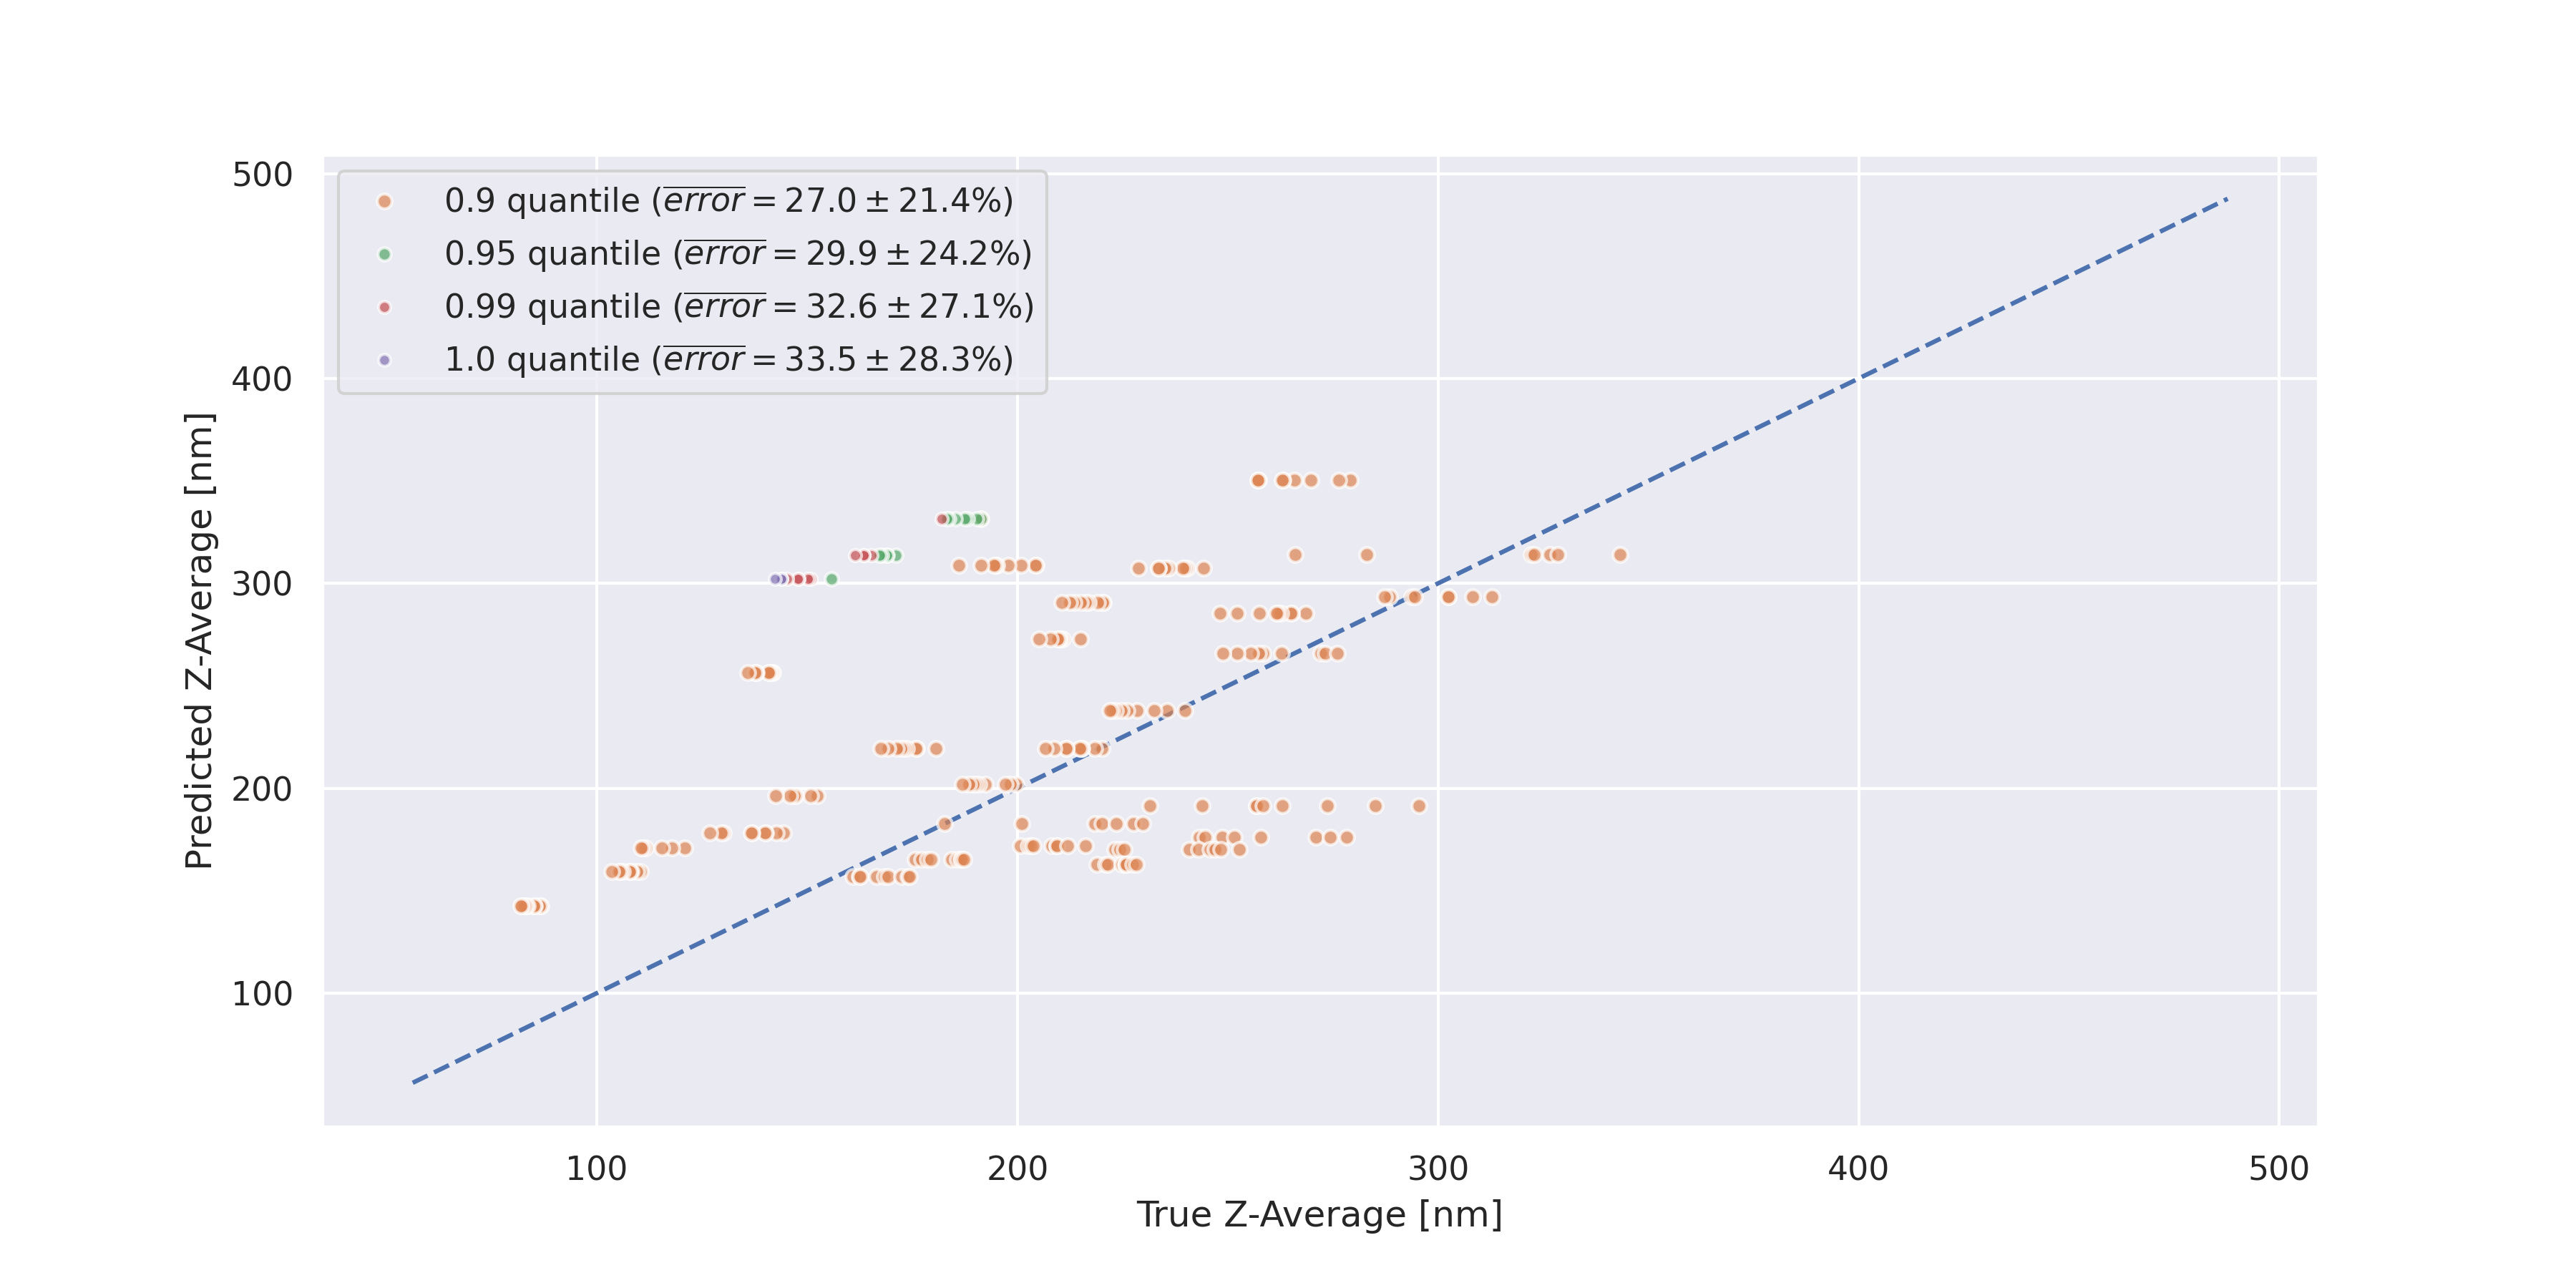 500
400
300
200
100
Predicted Z-Average [nm]
0.9 quantile (error = 27.0 ± 21.4%)
0.95 quantile (error = 29.9 ± 24.2%)
0.99 quantile (error = 32.6 ± 27.1%)
1.0 quantile (error = 33.5 ± 28.3%)
100 200 300 400 500
True Z-Average [nm]